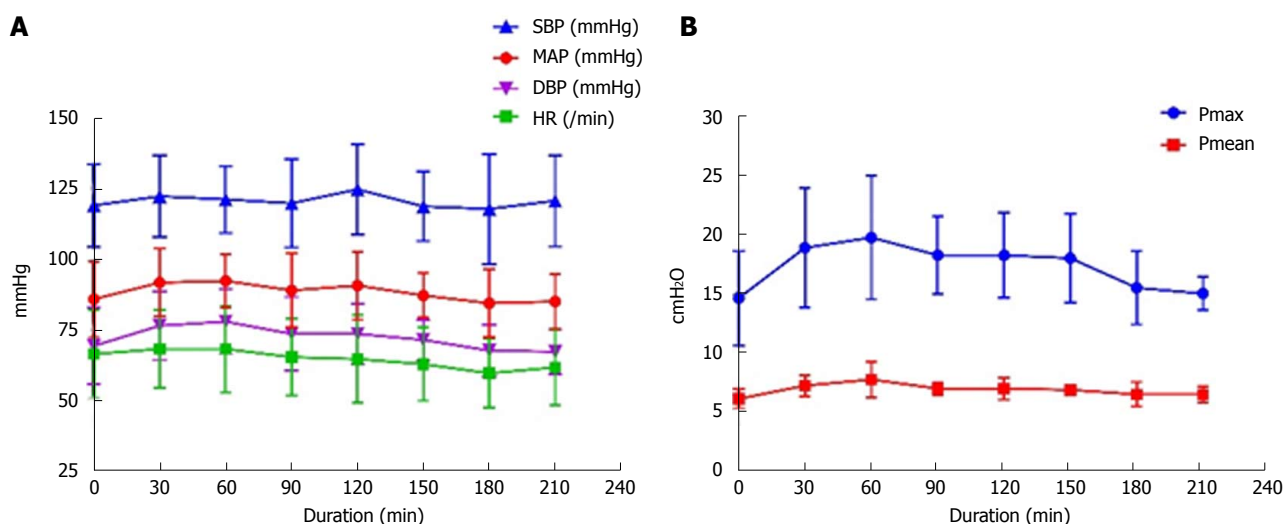 A
SBP (mmHg)
MAP (mmHg)
DBP (mmHg)
HR (/min)
mmHg
150
125
100
75
50
25
0 30 60 90 120 150 180 210 240
Duration (min)
B
Pmax
Pmean
cmH₂O
30
25
20
15
10
5
0
0 30 60 90 120 150 180 210 240
Duration (min)